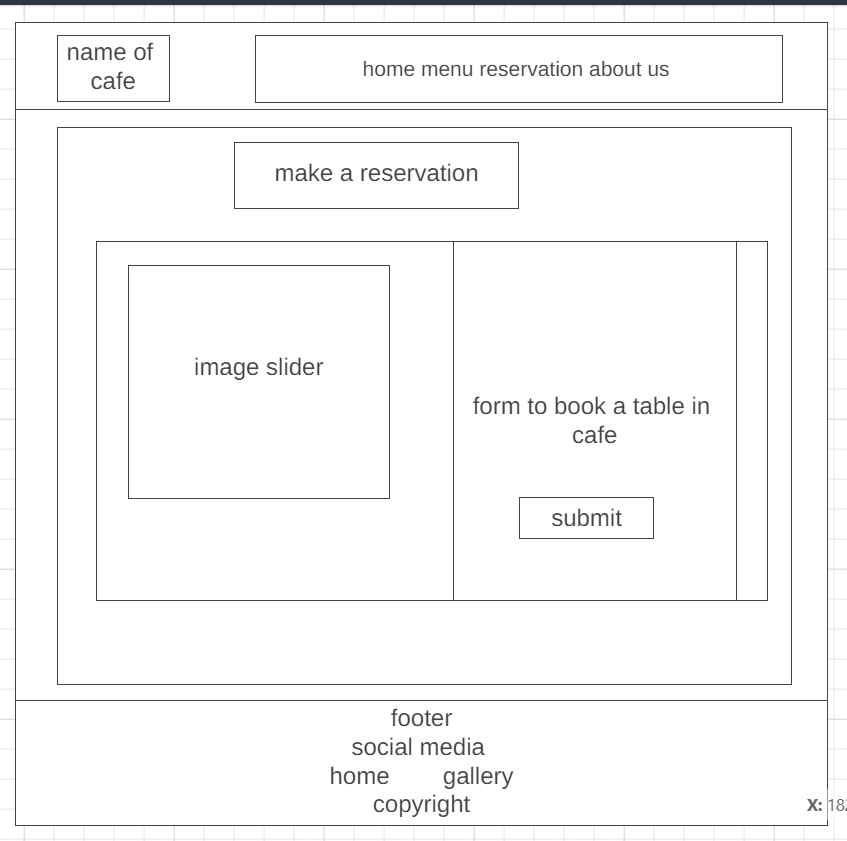 name of
cafe
home menu reservation about us
make a reservation
image slider
form to book a table in
cafe
submit
footer
social media
home gallery
copyright
X: 182